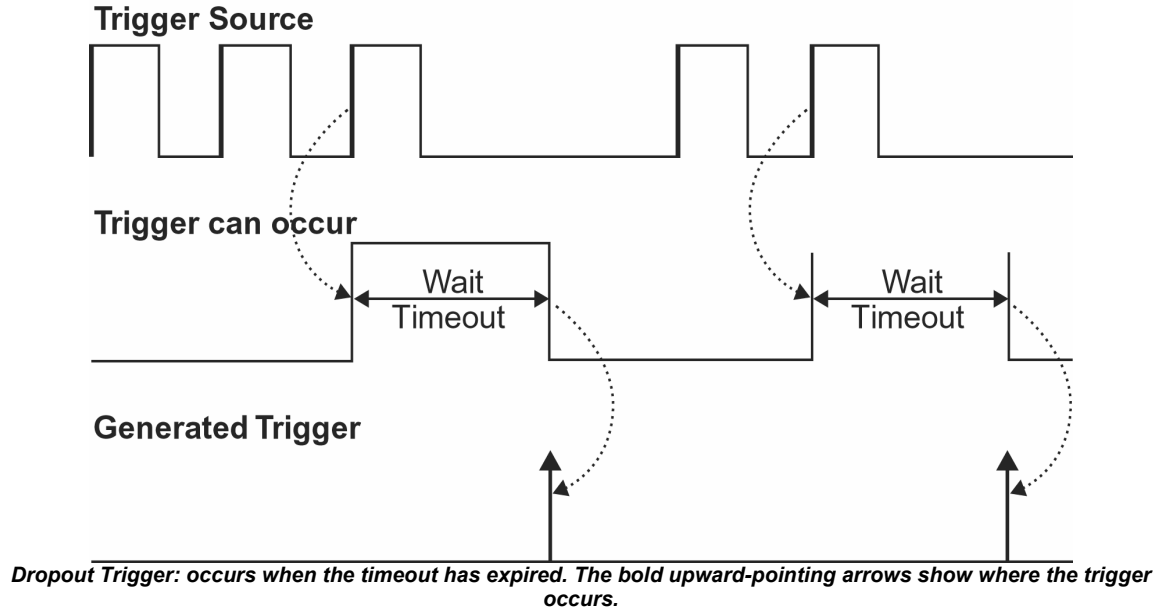 Trigger Source
Trigger can occur
Wait
Timeout
Wait
Timeout
Generated Trigger
Dropout Trigger: occurs when the timeout has expired. The bold upward-pointing arrows show where the trigger
occurs.